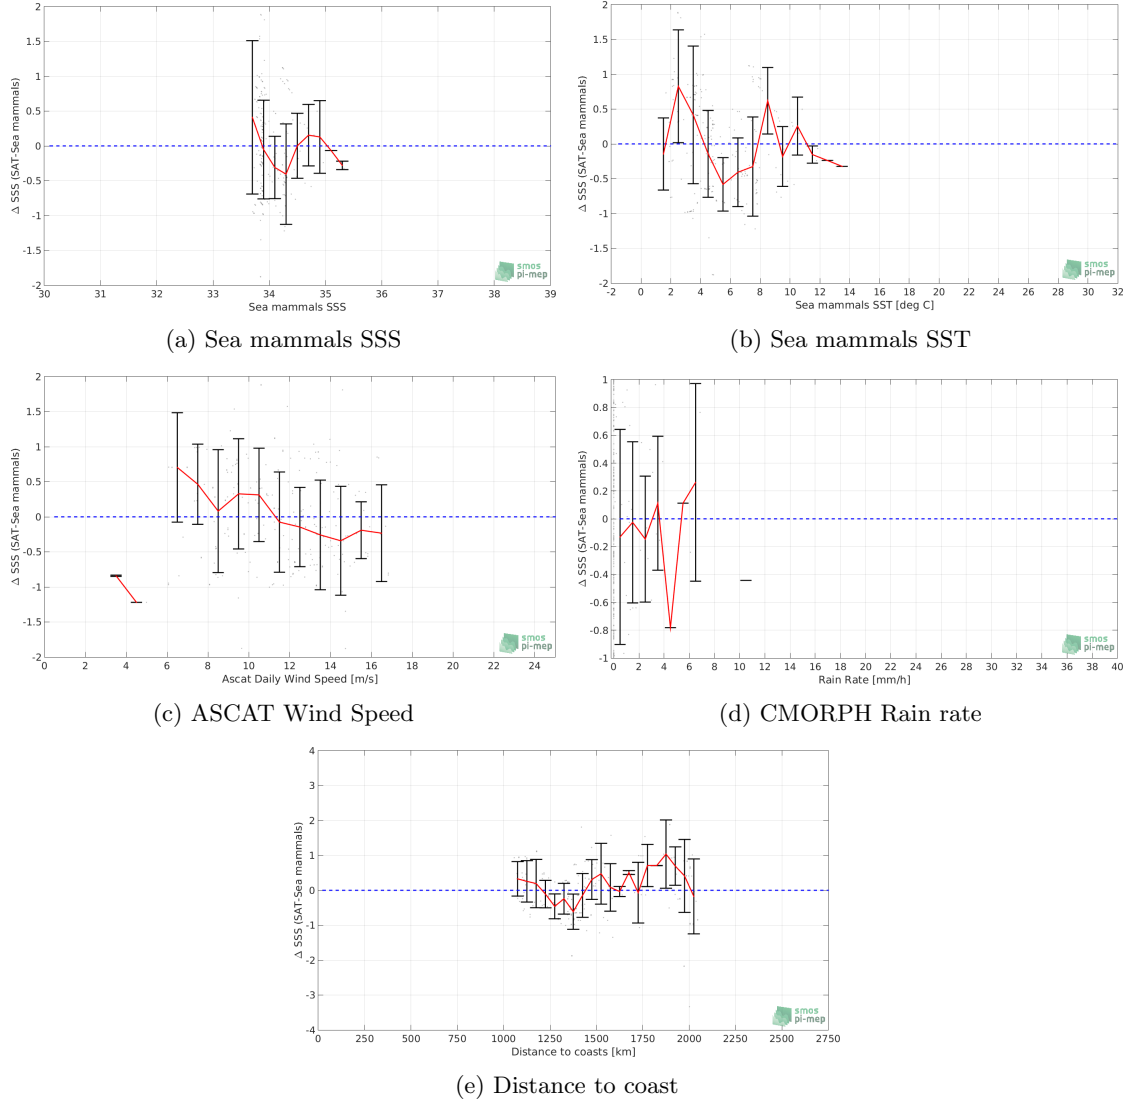 2
1.5
1
0.5
0
-0.5
-1
-1.5
-2
Δ SSS (SAT-Sea mammals)
30 31 32 33 34 35 36 37 38 39
Sea mammals SSS
smos
pi-mep
(a) Sea mammals SSS
2
1.5
1
0.5
0
-0.5
-1
-1.5
-2
Δ SSS (SAT-Sea mammals)
-2 0 2 4 6 8 10 12 14 16 18 20 22 24 26 28 30 32
Sea mammals SST [deg C]
smos
pi-mep
(b) Sea mammals SST
2
1.5
1
0.5
0
-0.5
-1
-1.5
-2
Δ SSS (SAT-Sea mammals)
0 2 4 6 8 10 12 14 16 18 20 22 24
Ascat Daily Wind Speed [m/s]
smos
pi-mep
(c) ASCAT Wind Speed
1
0.8
0.6
0.4
0.2
0
-0.2
-0.4
-0.6
-0.8
-1
Δ SSS (SAT-Sea mammals)
0 2 4 6 8 10 12 14 16 18 20 22 24 26 28 30 32 34 36 38 40
Rain Rate [mm/h]
smos
pi-mep
(d) CMORPH Rain rate
4
3
2
1
0
-1
-2
-3
-4
Δ SSS (SAT-Sea mammals)
0 250 500 750 1000 1250 1500 1750 2000 2250 2500 2750
Distance to coasts [km]
smos
pi-mep
(e) Distance to coast